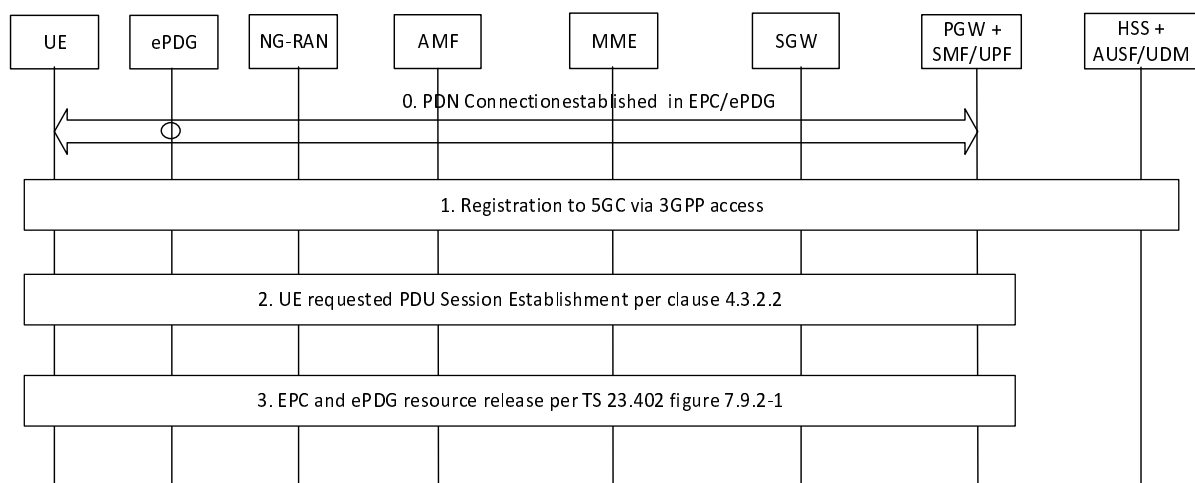 UE
ePDG
NG-RAN
AMF
MME
SGW
PGW +
SMF/UPF
HSS +
AUSF/UDM
0. PDN Connectionestablished in EPC/ePDG
1. Registration to 5GC via 3GPP access
2. UE requested PDU Session Establishment per clause 4.3.2.2
3. EPC and ePDG resource release per TS 23.402 figure 7.9.2-1